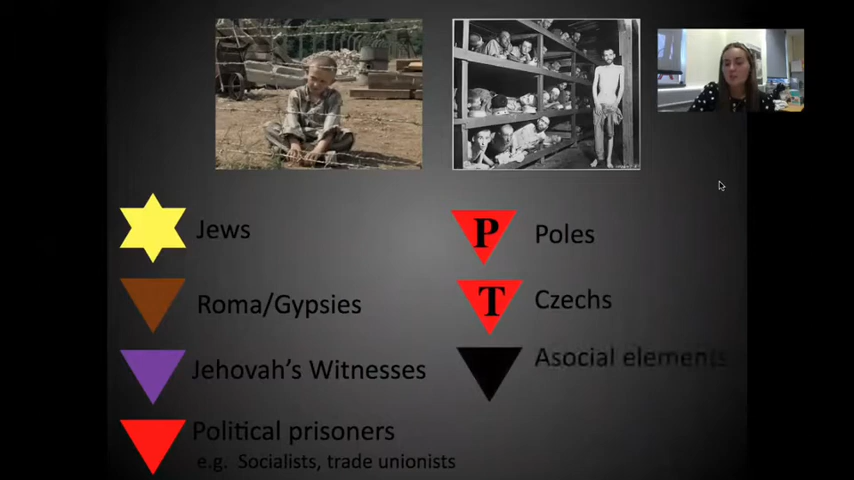 Jews
Roma/Gypsies
Jehovah's Witnesses
Political prisoners
e.g. Socialists, trade unionists
P Poles
T Czechs
Asocial elements